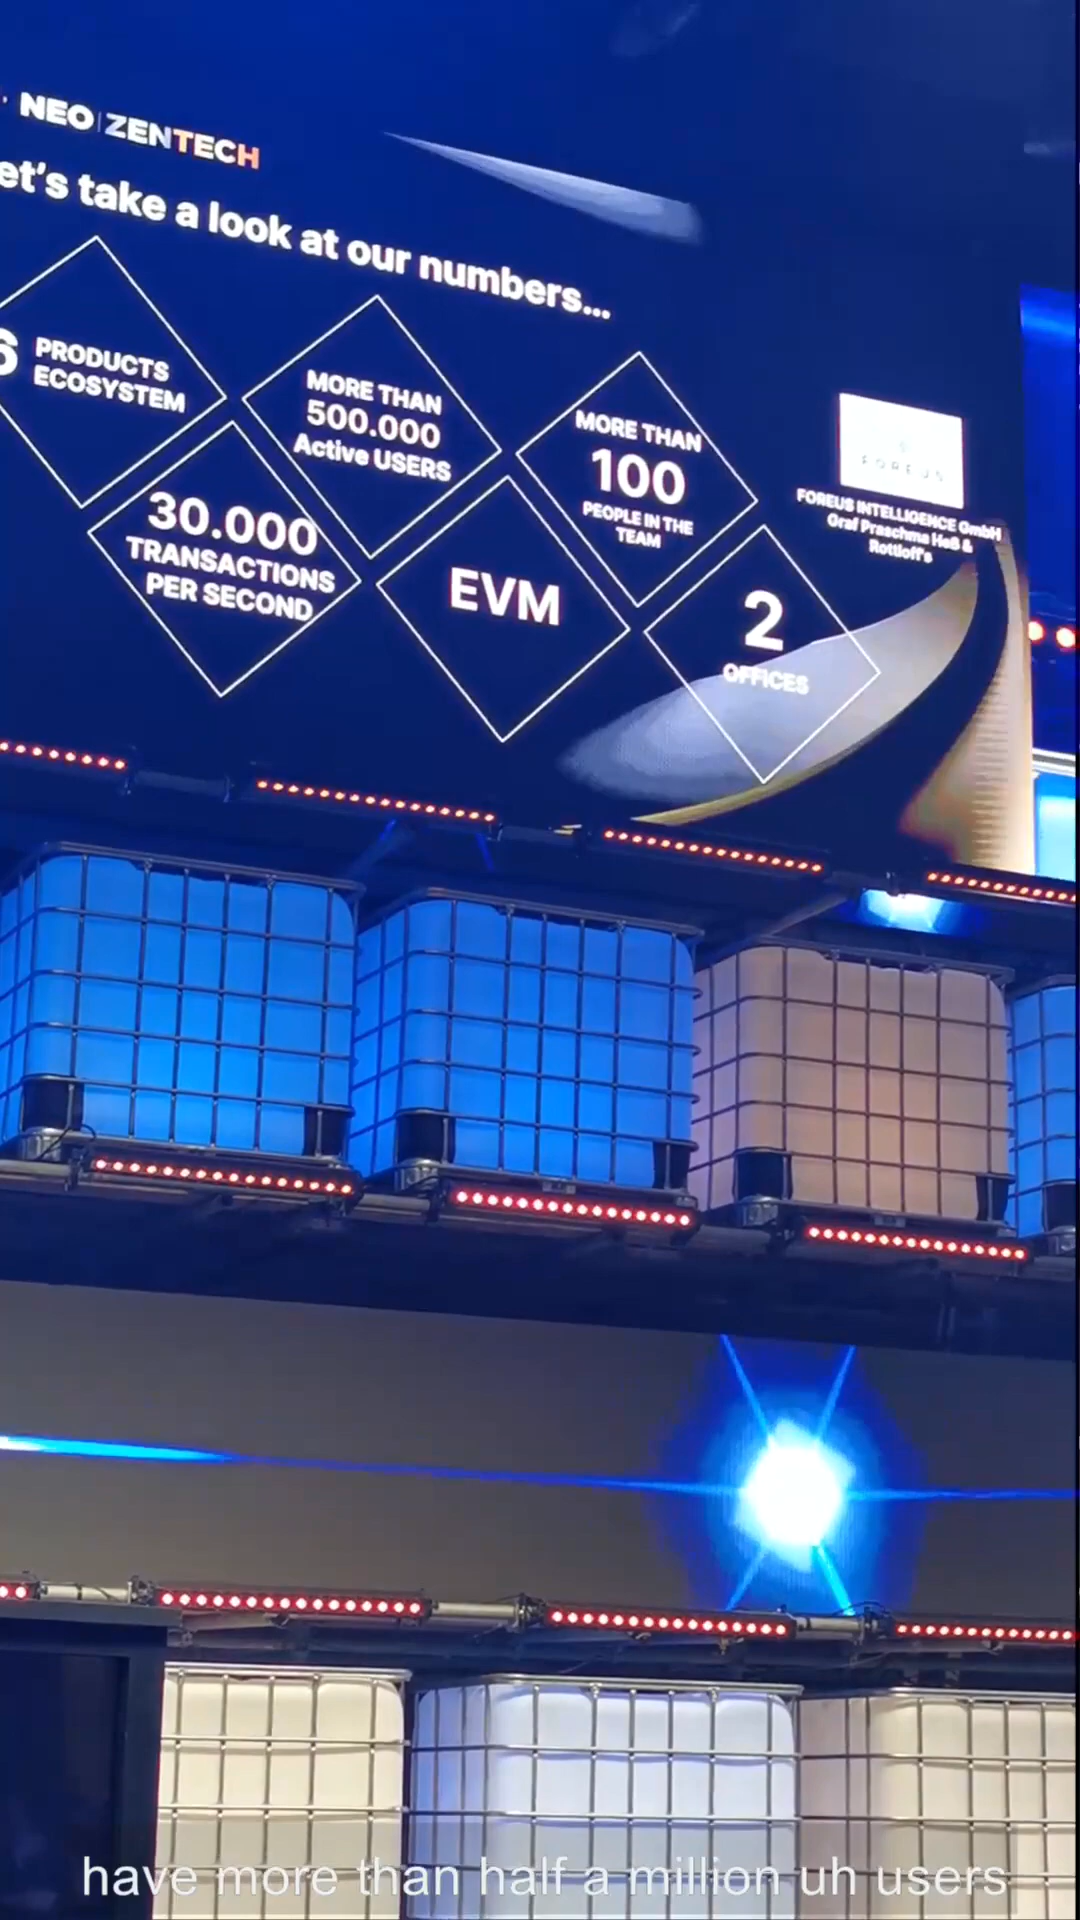 NEO ZENTECH
et's take a look at our numbers...
6 PRODUCTS
ECOSYSTEM
MORE THAN
500.000
Active USERS
MORE THAN
100
PEOPLE IN THE
TEAM
30.000
TRANSACTIONS
PER SECOND
EVM
2
OFFICES
FOREUS
FOREUS INTELLIGENCE GmbH
Graf Praschma Heß &
Rottloff's
have more than half a million uh users